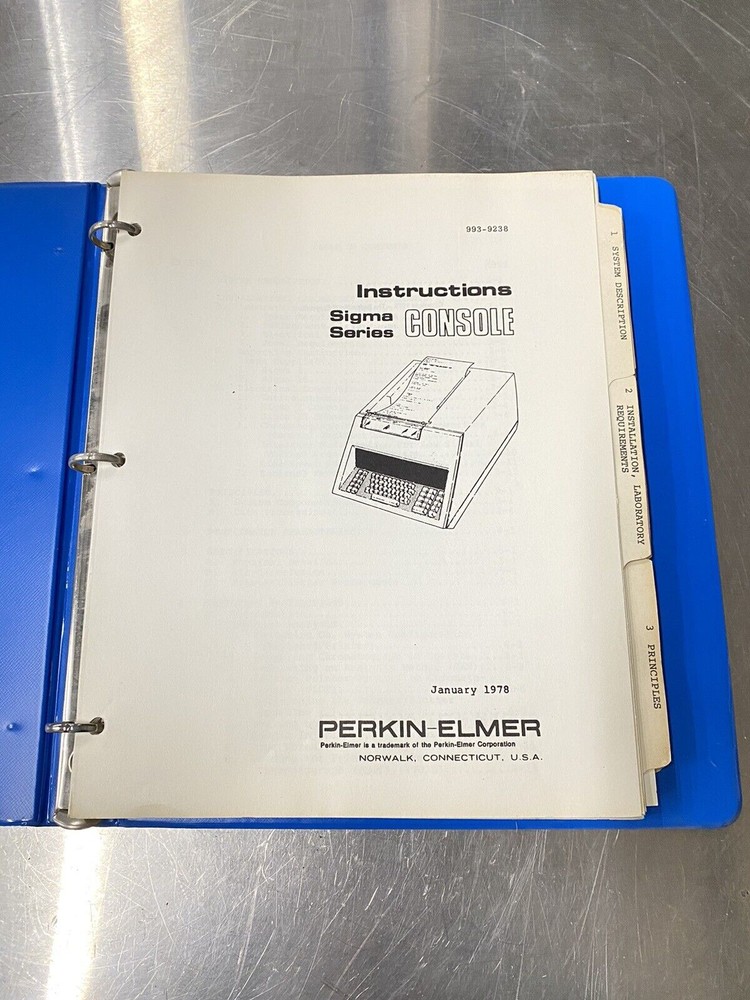 993-9238
Instructions
Sigma
Series CONSOLE
January 1978
PERKIN-ELMER
Perkin-Elmer is a trademark of the Perkin-Elmer Corporation
NORWALK, CONNECTICUT, U.S.A.
1 SYSTEM DESCRIPTION
2 INSTALLATION, LABORATORY
REQUIREMENTS
3 PRINCIPLES